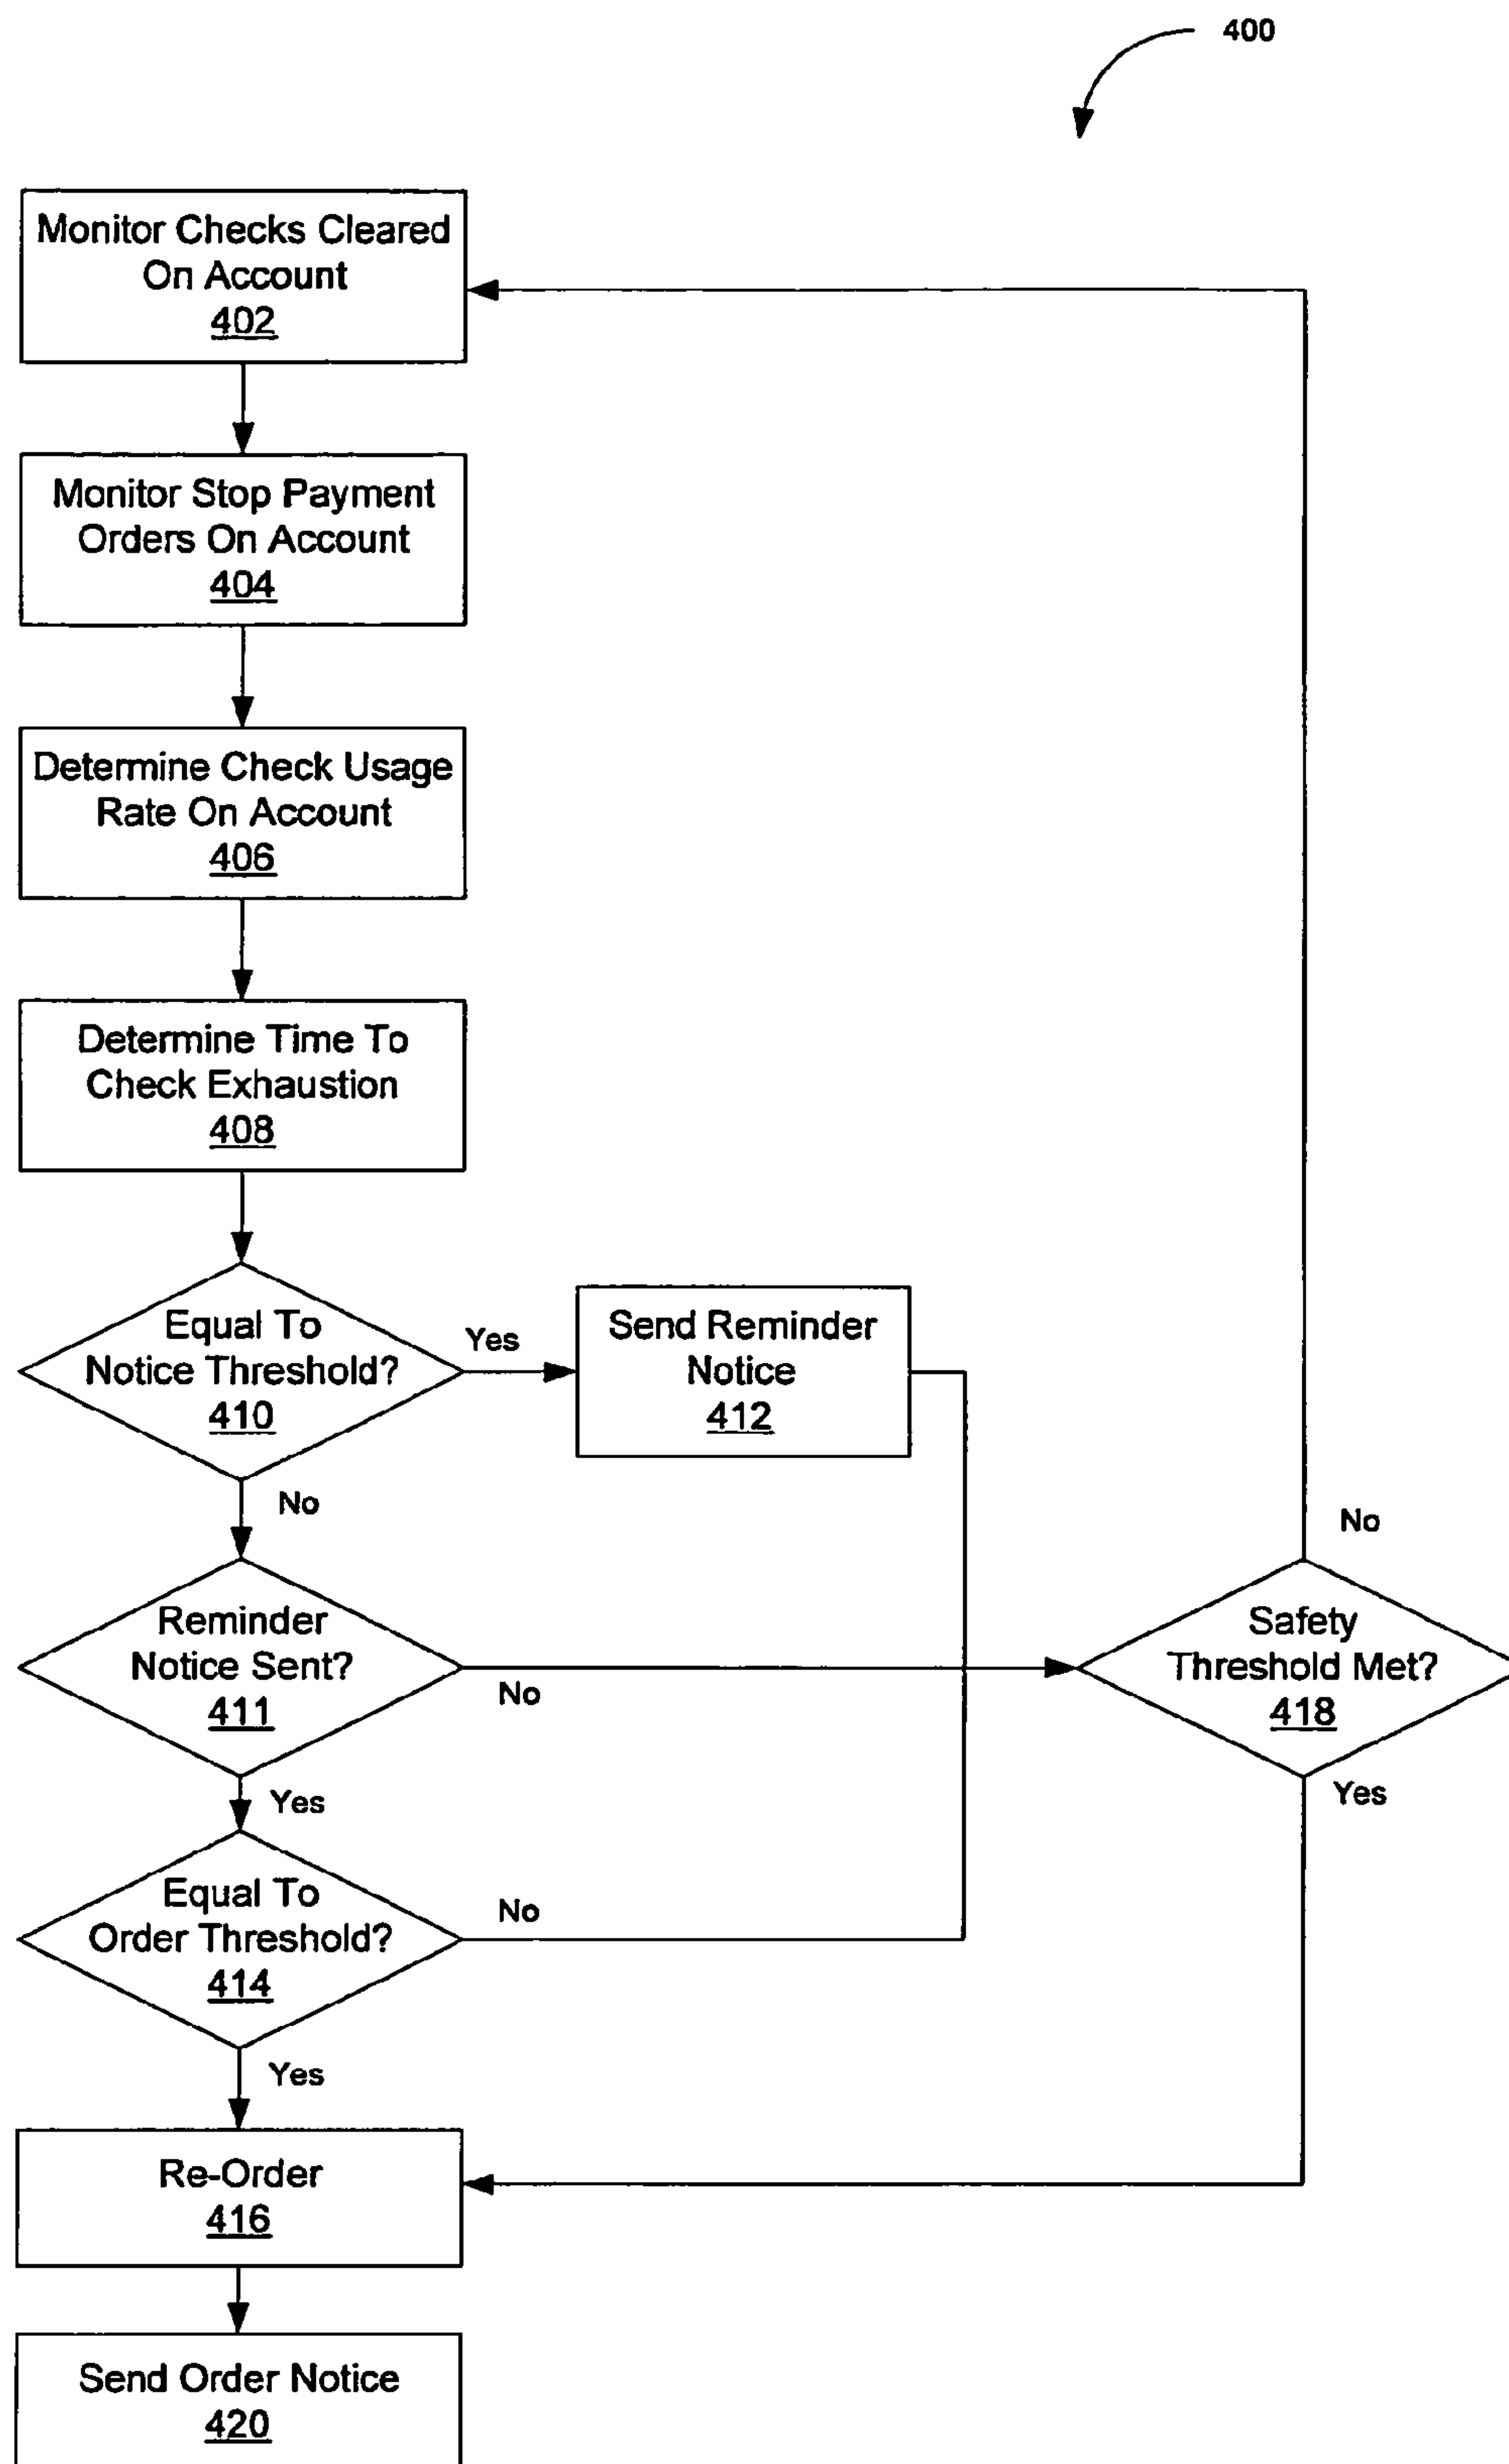 400
Monitor Checks Cleared
On Account
402
Monitor Stop Payment
Orders On Account
404
Determine Check Usage
Rate On Account
406
Determine Time To
Check Exhaustion
408
Equal To
Notice Threshold?
410
Yes
Send Reminder
Notice
412
No
No
Reminder
Notice Sent?
411
No
Safety
Threshold Met?
418
Yes
Yes
Equal To
Order Threshold?
414
No
Yes
Re-Order
416
Send Order Notice
420